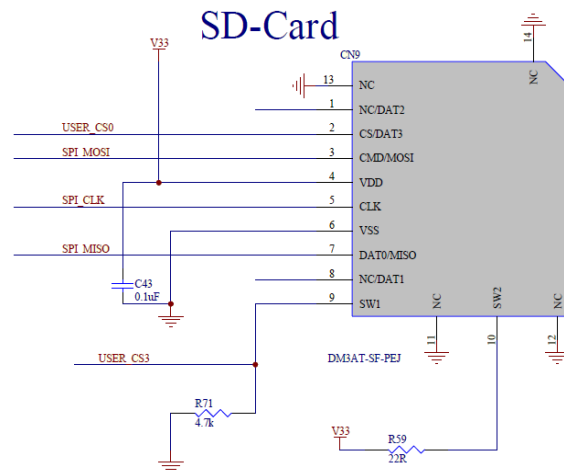 SD-Card
V33
CN9
14
NC
13
NC
1
NC/DAT2
USER_CS0
2
CS/DAT3
SPI_MOSI
3
CMD/MOSI
4
VDD
SPI_CLK
5
CLK
6
VSS
SPI_MISO
7
DAT0/MISO
C43
0.1uF
8
NC/DAT1
9
SW1
NC
SW2
NC
11
10
12
USER_CS3
DM3AT-SF-PEJ
R71
4.7k
V33
R59
22R